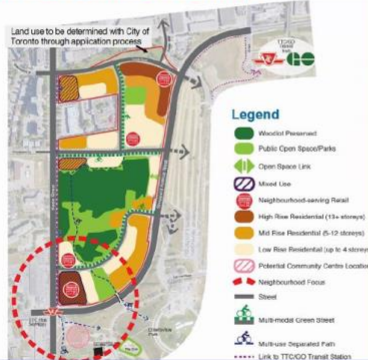 Land use to be determined with City of
Toronto through application process
Legend
Woodlot Preserved
Public Open Space/Parks
Open Space Link
Mixed Use
Neighbourhood-serving Retail
High Rise Residential (13+ storeys)
Mid Rise Residential (5-12 storeys)
Low Rise Residential (up to 4 storeys)
Potential Community Centre Location
Neighbourhood Focus
Street
Multi-modal Green Street
Multi-use Separated Path
Link to TTC/GO Transit Station